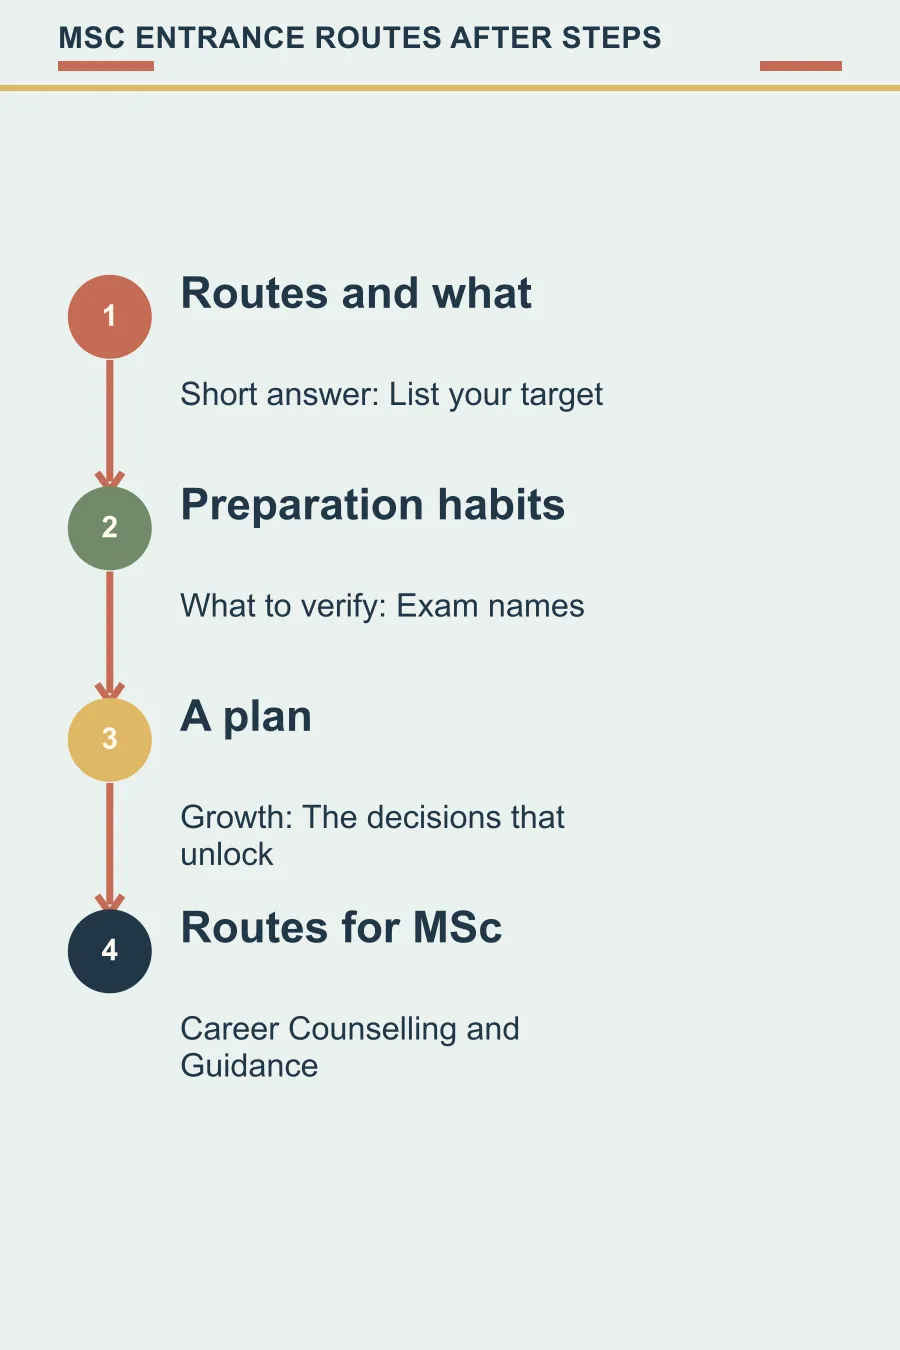 MSC ENTRANCE ROUTES AFTER STEPS
1
Routes and what
Short answer: List your target
2
Preparation habits
What to verify: Exam names
3
A plan
Growth: The decisions that
unlock
4
Routes for MSc
Career Counselling and
Guidance